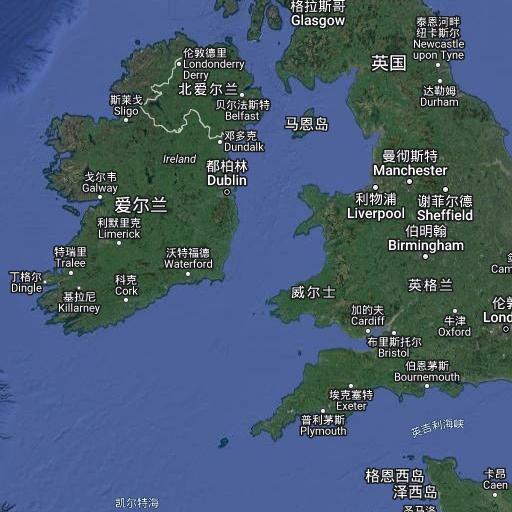 格拉斯哥
Glasgow
泰恩河畔
纽卡斯尔
Newcastle
upon Tyne
伦敦德里
Londonderry
Derry
英国
北爱尔兰
达勒姆
Durham
斯莱戈
Sligo
贝尔法斯特
Belfast
马恩岛
邓多克
Dundalk
Ireland
曼彻斯特
Manchester
都柏林
Dublin
戈尔韦
Galway
利物浦
Liverpool
谢菲尔德
Sheffield
爱尔兰
利默里克
Limerick
伯明翰
Birmingham
特瑞里
Tralee
沃特福德
Waterford
丁格尔
Dingle
科克
Cork
基拉尼
Killarney
威尔士
英格兰
加的夫
Cardiff
牛津
Oxford
布里斯托尔
Bristol
伯恩茅斯
Bournemouth
埃克塞特
Exeter
普利茅斯
Plymouth
英吉利海峡
格恩西岛
泽西岛
卡昂
Caen
凯尔特海